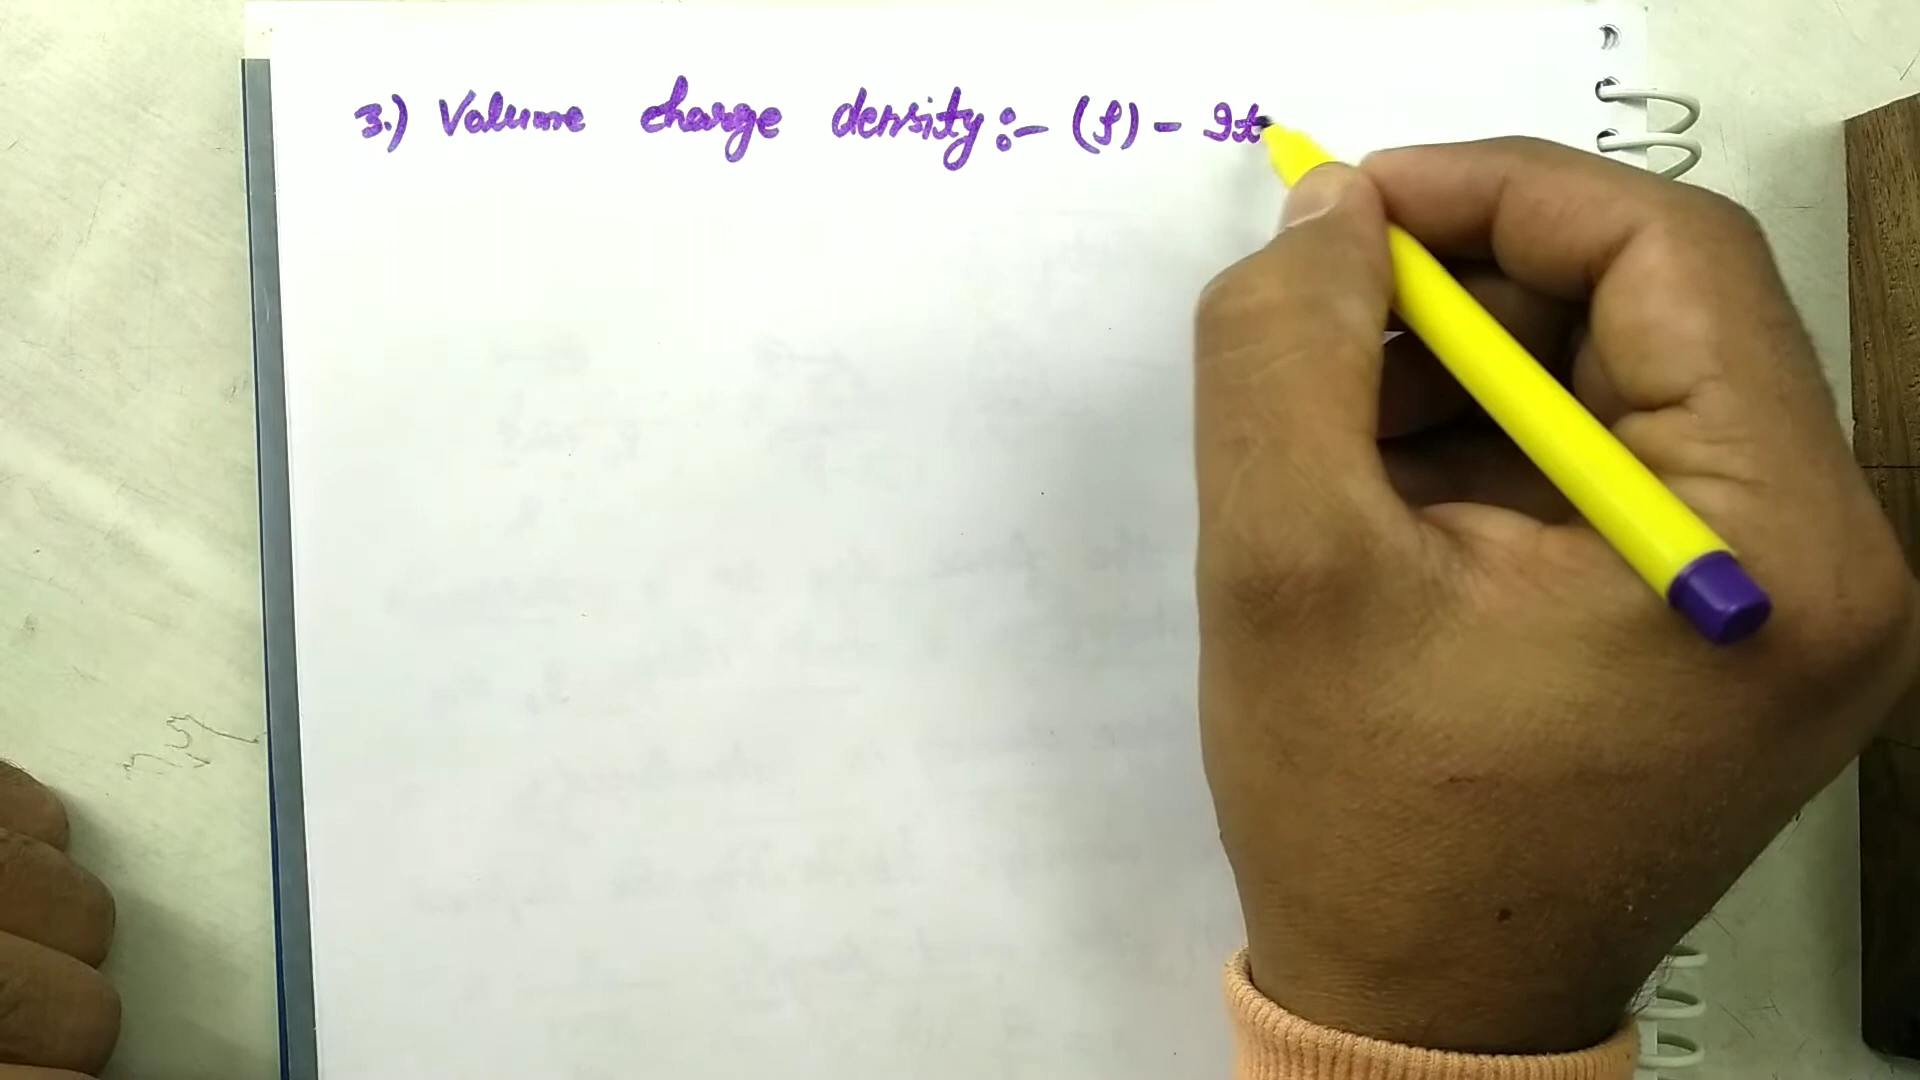 3.) Volume charge density:- (ρ) - It